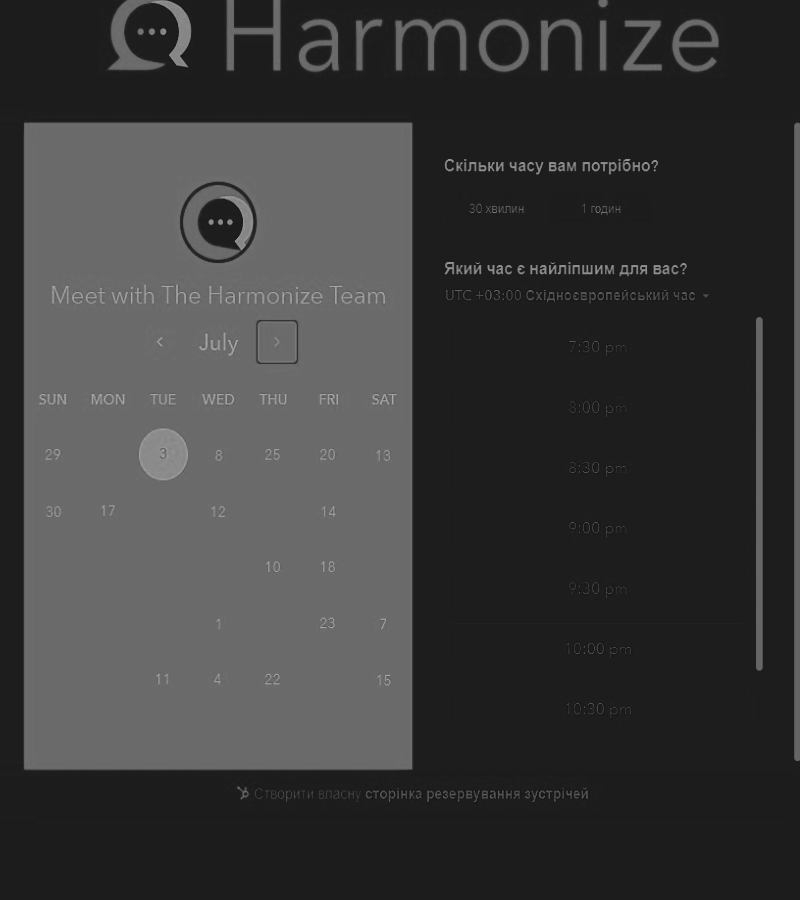 Harmonize
Meet with The Harmonize Team
July
SUN MON TUE WED THU FRI SAT
29 3 8 25 20 13
30 17 12 14
10 18
1 23 7
11 4 22 15
Скільки часу вам потрібно?
30 хвилин 1 годин
Який час є найліпшим для вас?
UTC +03:00 Східноєвропейський час
7:30 pm
8:00 pm
8:30 pm
9:00 pm
9:30 pm
10:00 pm
10:30 pm
Створити власну сторінка резервування зустрічей